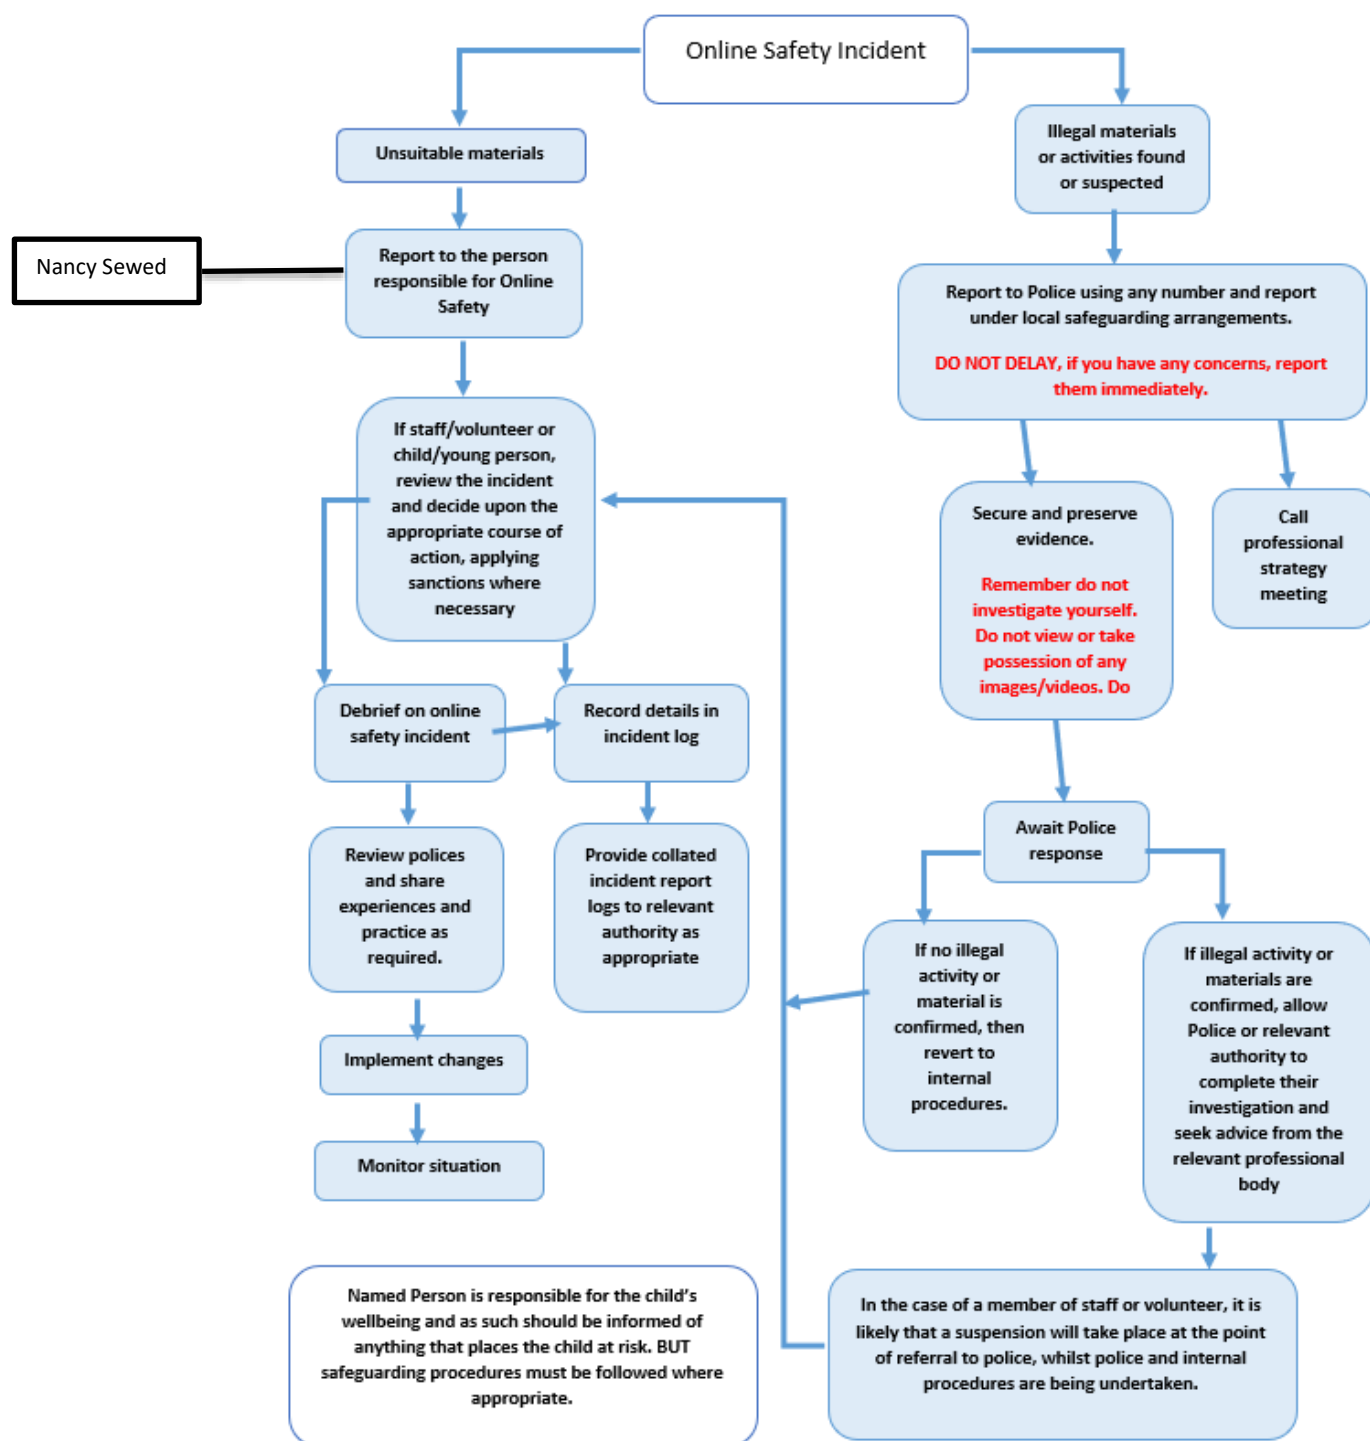 Online Safety Incident
Unsuitable materials
Illegal materials
or activities found
or suspected
Nancy Sewed
Report to the person
responsible for Online
Safety
Report to Police using any number and report
under local safeguarding arrangements.
DO NOT DELAY, if you have any concerns, report
them immediately.
If staff/volunteer or
child/young person,
review the incident
and decide upon the
appropriate course of
action, applying
sanctions where
necessary
Secure and preserve
evidence.
Remember do not
investigate yourself.
Do not view or take
possession of any
images/videos. Do
Call
professional
strategy
meeting
Debrief on online
safety incident
Record details in
incident log
Await Police
response
Review polices
and share
experiences and
practice as
required.
Provide collated
incident report
logs to relevant
authority as
appropriate
If no illegal
activity or
material is
confirmed, then
revert to
internal
procedures.
If illegal activity or
materials are
confirmed, allow
Police or relevant
authority to
complete their
investigation and
seek advice from the
relevant professional
body
Implement changes
Monitor situation
Named Person is responsible for the child's
wellbeing and as such should be informed of
anything that places the child at risk. BUT
safeguarding procedures must be followed where
appropriate.
In the case of a member of staff or volunteer, it is
likely that a suspension will take place at the point
of referral to police, whilst police and internal
procedures are being undertaken.